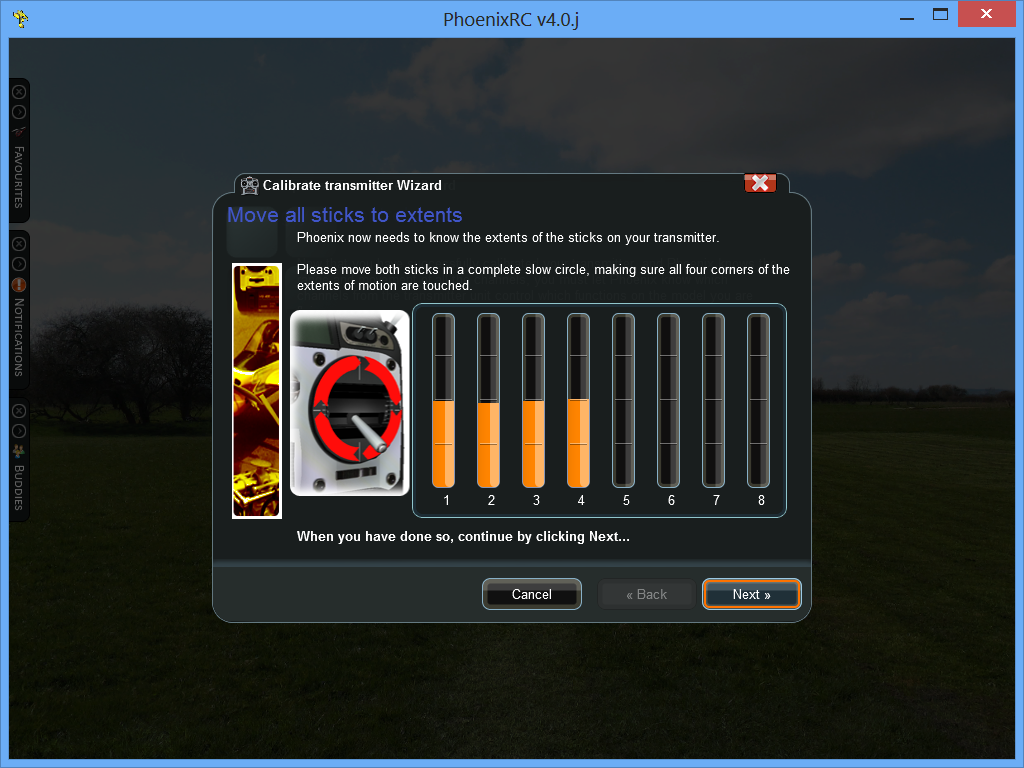 PhoenixRC v4.0.j
FAVOURITES
NOTIFICATIONS
BUDDIES
Calibrate transmitter Wizard
Move all sticks to extents
Phoenix now needs to know the extents of the sticks on your transmitter.
Please move both sticks in a complete slow circle, making sure all four corners of the
extents of motion are touched.
1 2 3 4 5 6 7 8
When you have done so, continue by clicking Next...
Cancel « Back Next »